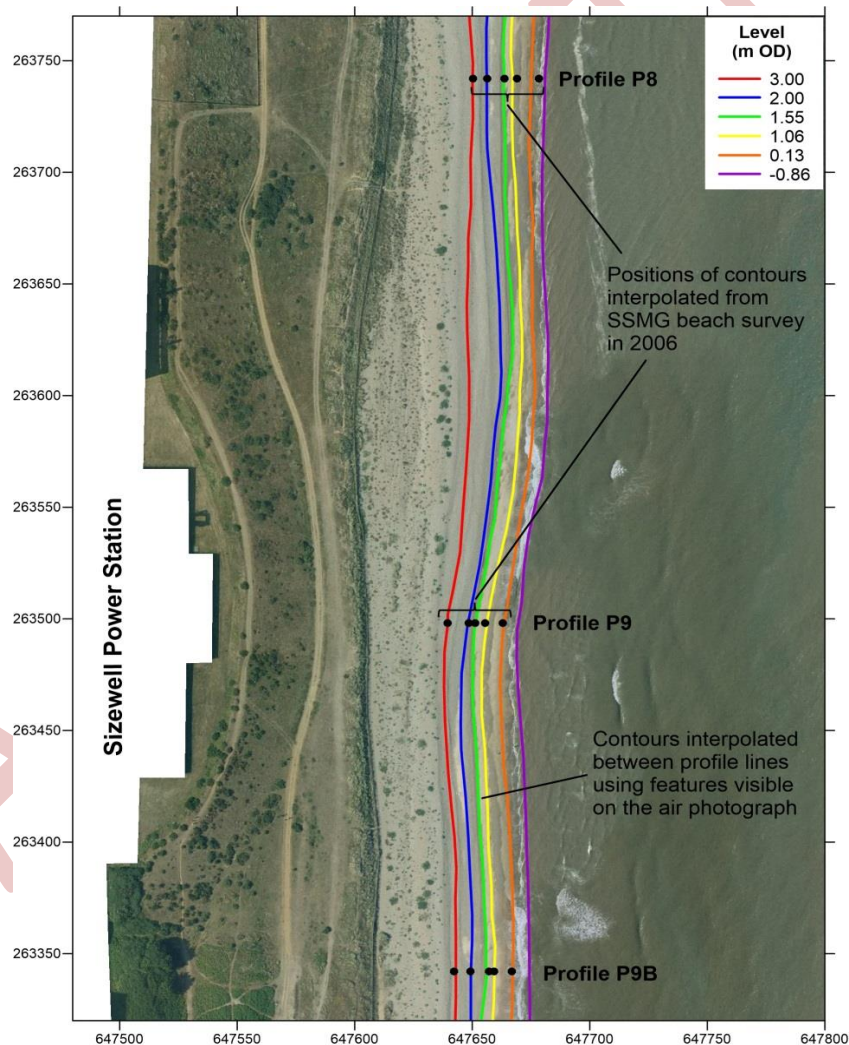 Level
(m OD)
3.00
2.00
1.55
1.06
0.13
-0.86
Profile P8
Positions of contours
interpolated from
SSMG beach survey
in 2006
Profile P9
Contours interpolated
between profile lines
using features visible
on the air photograph
Profile P9B
Sizewell Power Station
263750
263700
263650
263600
263550
263500
263450
263400
263350
647500
647550
647600
647650
647700
647750
647800